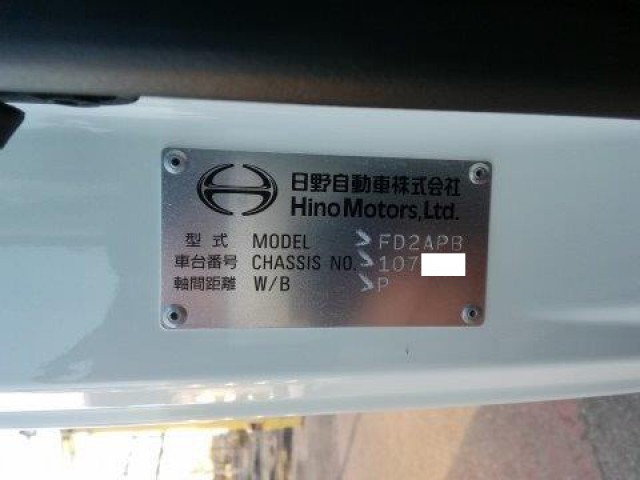 日野自動車株式会社
Hino Motors, Ltd.
型式 MODEL >FD2APB
車台番号 CHASSIS NO. >107
軸間距離 W/B >P